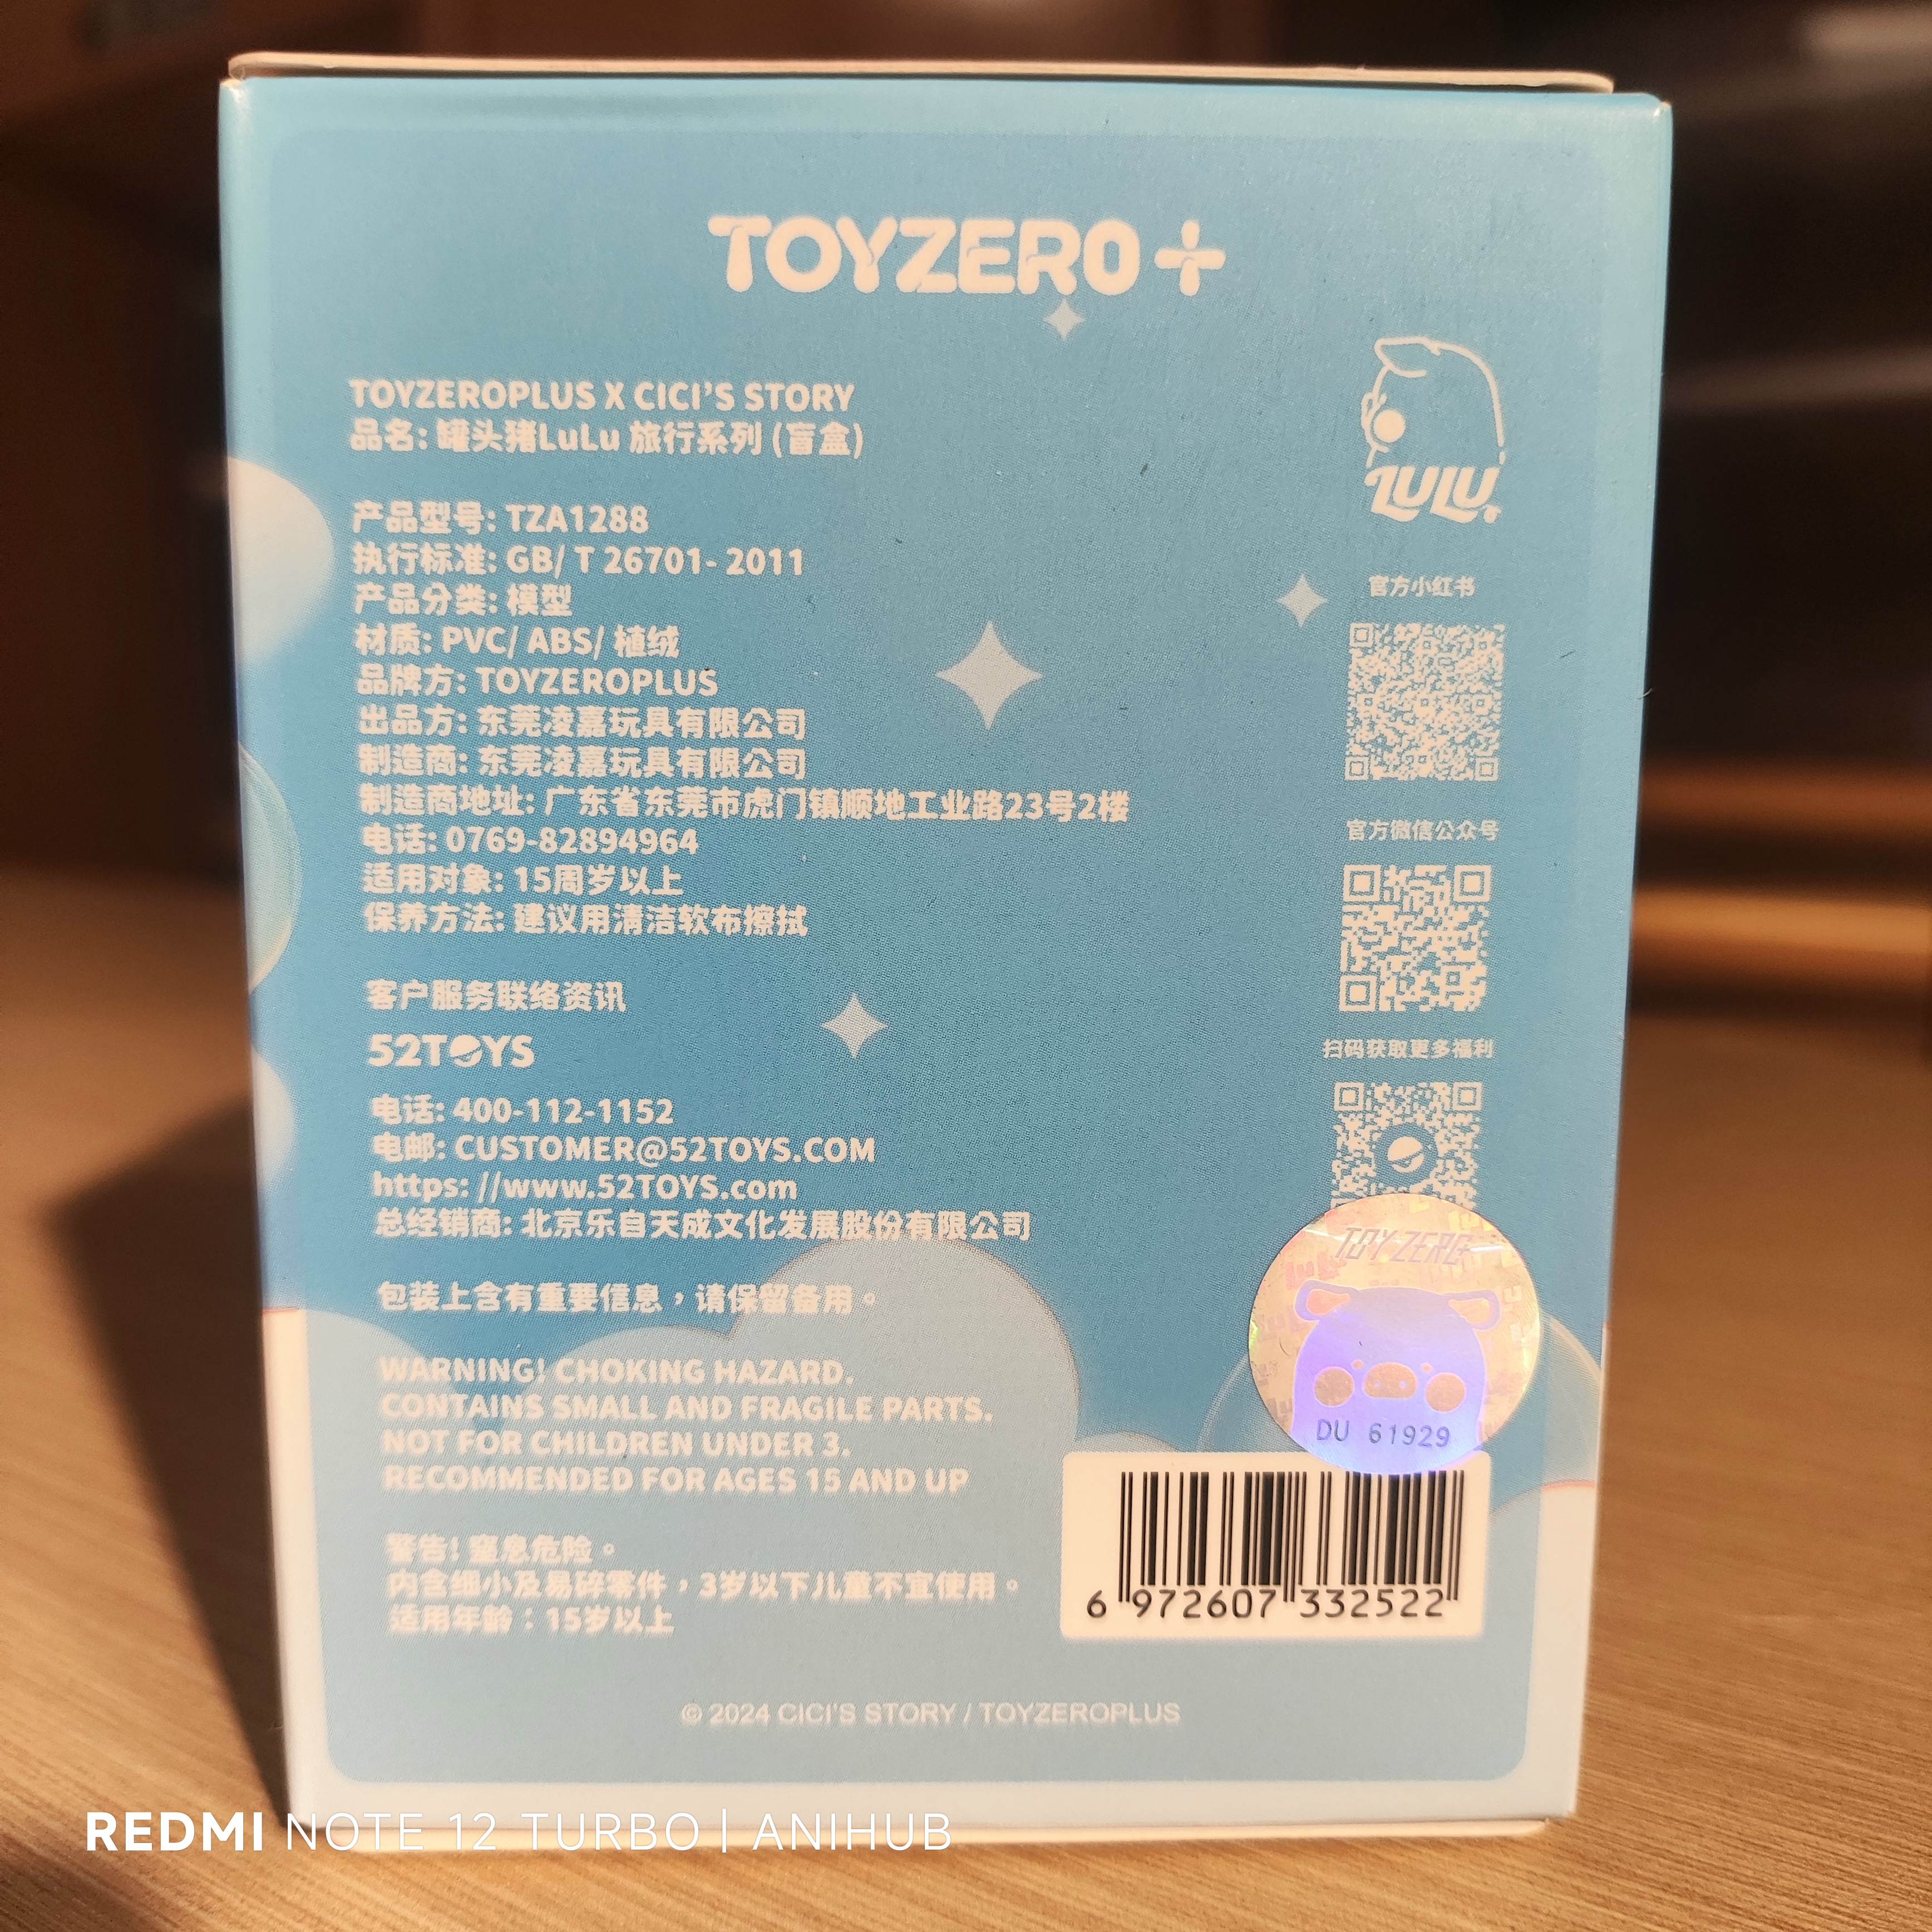 TOYZERO+
TOYZEROPLUS X CICI'S STORY
品名: 罐头猪LuLu 旅行系列 (盲盒)
产品型号: TZA1288
执行标准: GB/ T 26701- 2011
产品分类: 模型
材质: PVC/ ABS/ 植绒
品牌方: TOYZEROPLUS
出品方: 东莞凌嘉玩具有限公司
制造商: 东莞凌嘉玩具有限公司
制造商地址: 广东省东莞市虎门镇顺地工业路23号2楼
电话: 0769-82894964
适用对象: 15周岁以上
保养方法: 建议用清洁软布擦拭
客户服务联络资讯
52TOYS
电话: 400-112-1152
电邮: CUSTOMER@52TOYS.COM
https: //www.52TOYS.com
总经销商: 北京乐自天成文化发展股份有限公司
包装上含有重要信息，请保留备用。
WARNING! CHOKING HAZARD.
CONTAINS SMALL AND FRAGILE PARTS.
NOT FOR CHILDREN UNDER 3.
RECOMMENDED FOR AGES 15 AND UP
警告! 窒息危险。
内含细小及易碎零件，3岁以下儿童不宜使用。
适用年龄：15岁以上
LULU
官方小红书
官方微信公众号
扫码获取更多福利
TOY ZERO+
DU 61929
6 972607 332522
© 2024 CICI'S STORY / TOYZEROPLUS
REDMI NOTE 12 TURBO | ANIHUB